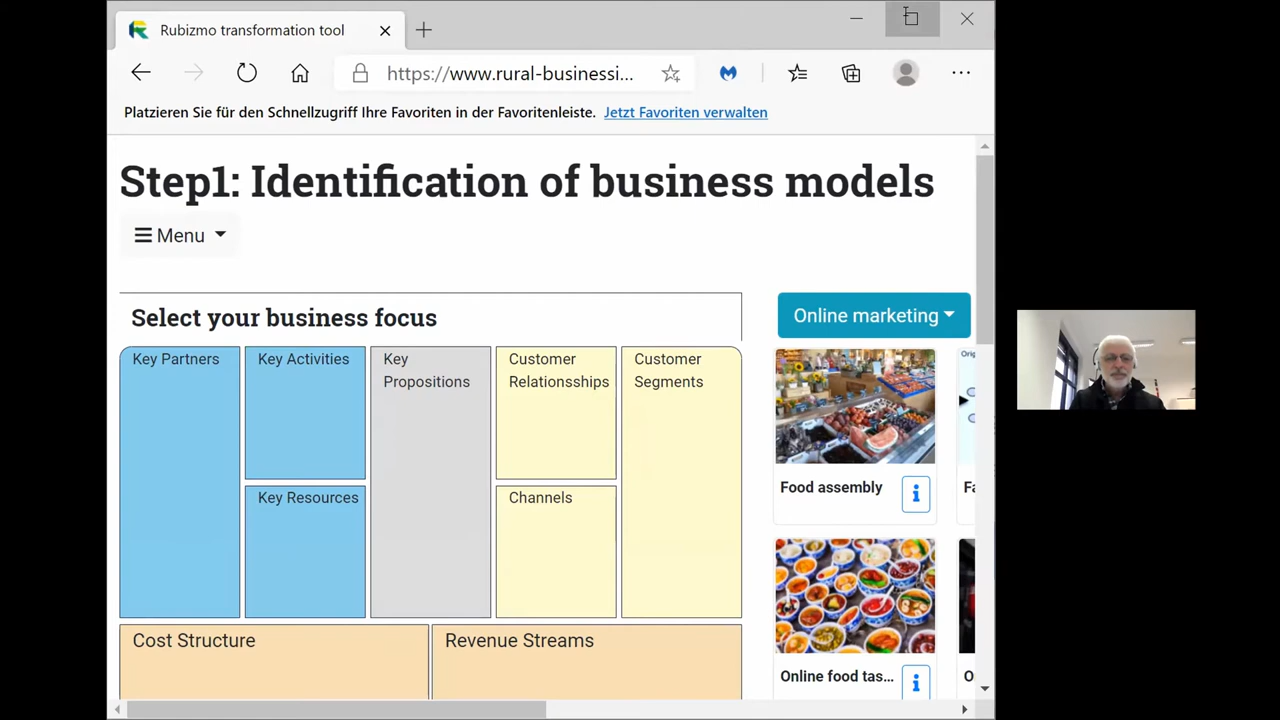 Rubizmo transformation tool
https://www.rural-businessi...
Platzieren Sie für den Schnellzugriff Ihre Favoriten in der Favoritenleiste. Jetzt Favoriten verwalten
Step1: Identification of business models
Menu
Select your business focus
Online marketing
Key Partners
Key Activities
Key
Propositions
Customer
Relationsships
Customer
Segments
Key Resources
Channels
Cost Structure
Revenue Streams
Food assembly
Online food tas...
Orig
Fa
O